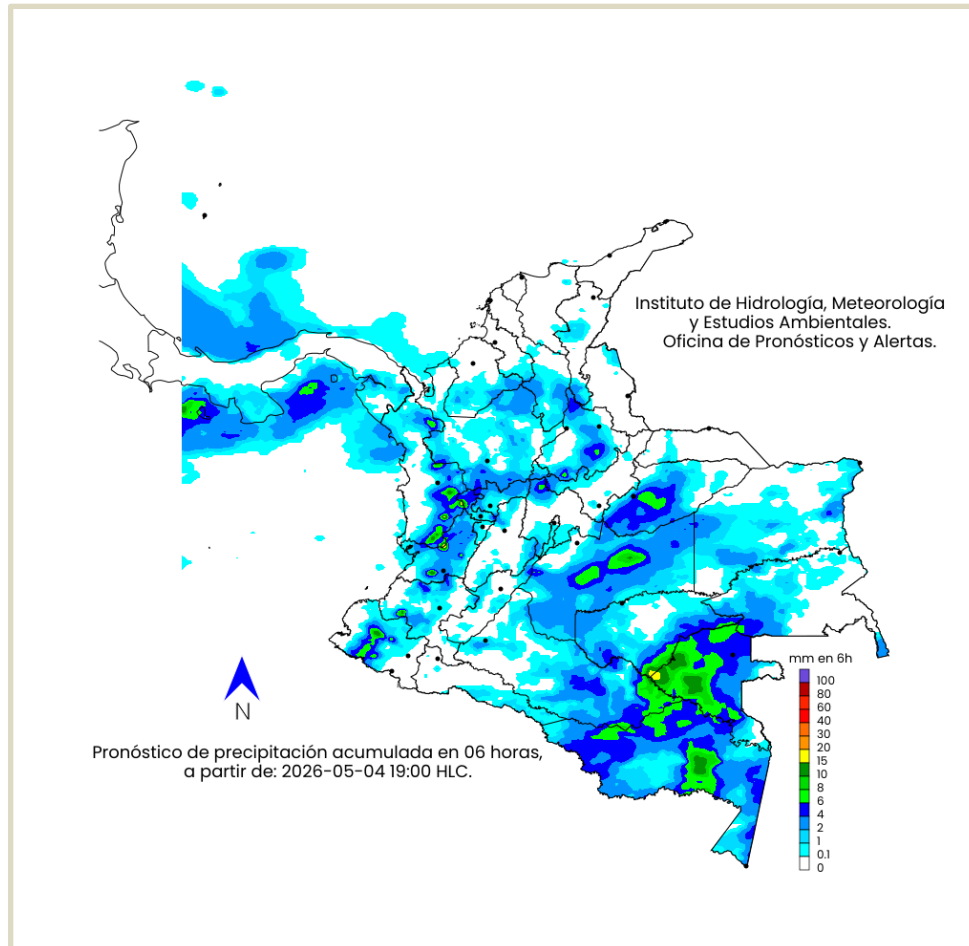 Instituto de Hidrología, Meteorología
y Estudios Ambientales.
Oficina de Pronósticos y Alertas.
mm en 6h
100
80
60
40
30
20
15
10
8
6
4
2
1
0.1
0
N
Pronóstico de precipitación acumulada en 06 horas,
a partir de: 2026-05-04 19:00 HLC.